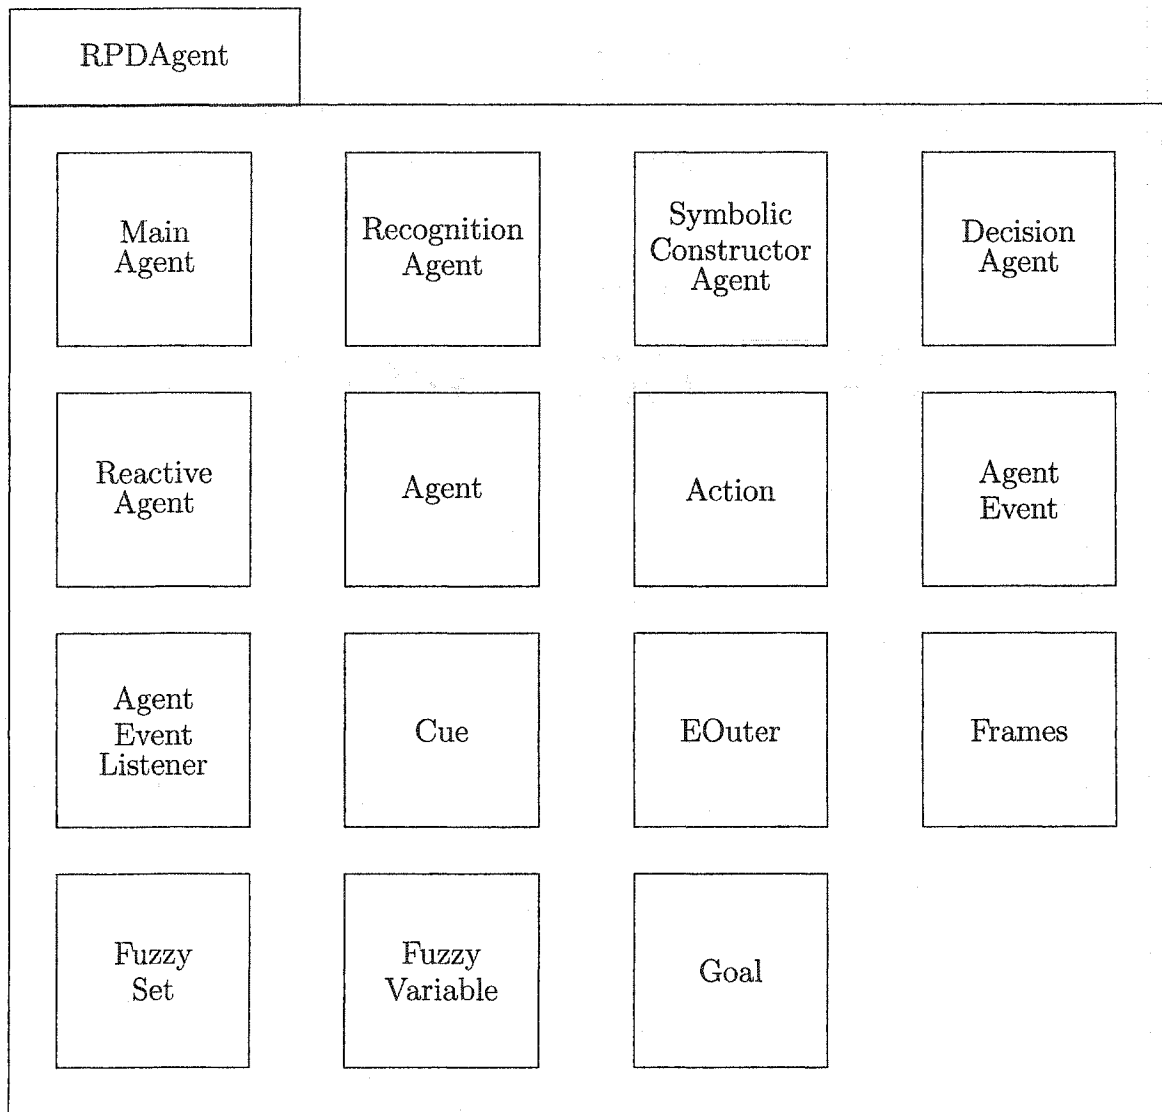 RPDAgent
Main
Agent
Recognition
Agent
Symbolic
Constructor
Agent
Decision
Agent
Reactive
Agent
Agent
Action
Agent
Event
Agent
Event
Listener
Cue
EOuter
Frames
Fuzzy
Set
Fuzzy
Variable
Goal